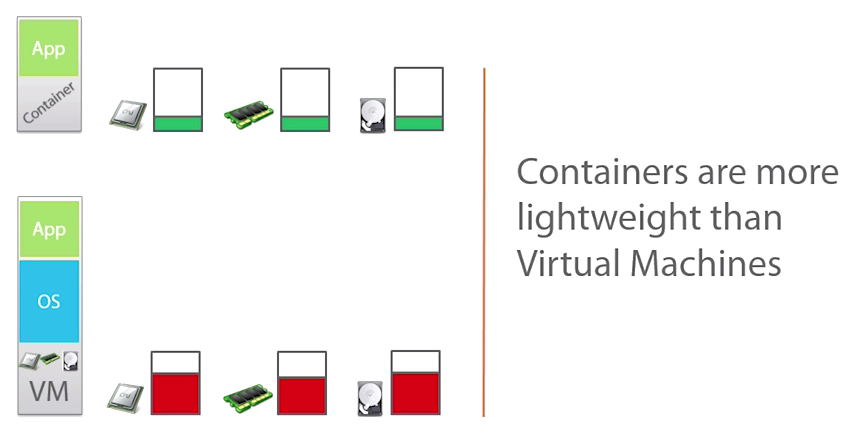 App
Container
App
OS
VM
Containers are more
lightweight than
Virtual Machines